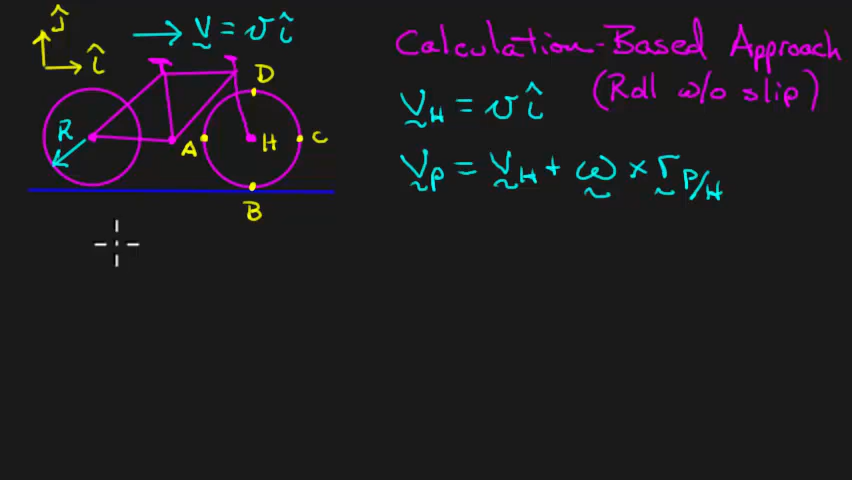 ĵ
î
v = v î
R
D
A
H
C
B
Calculation-Based Approach
(Roll w/o slip)
v_H = v î
v_P = v_H + ω × r_P/H